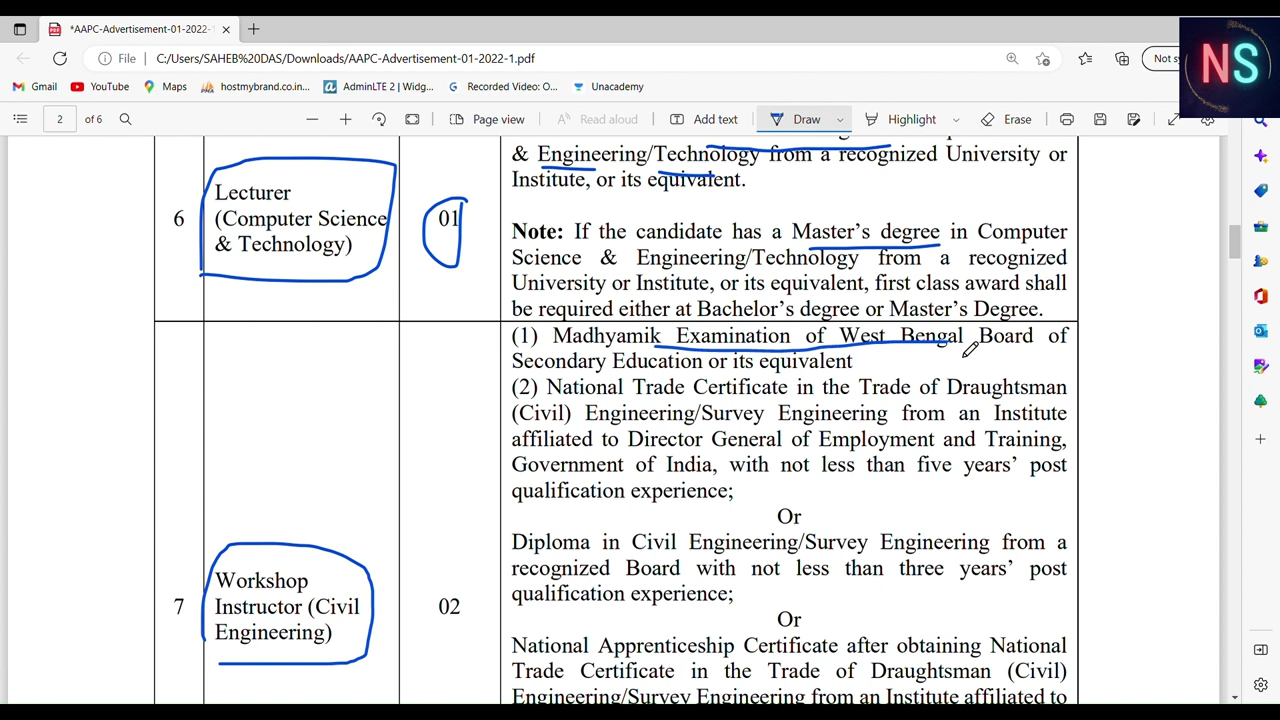 *AAPC-Advertisement-01-2022-
File
C:/Users/SAHEB%20DAS/Downloads/AAPC-Advertisement-01-2022-1.pdf
Not
NS
Gmail
YouTube
Maps
hostmybrand.co.in...
AdminLTE 2 | Widg...
Recorded Video: O...
Unacademy
2
of 6
Page view
Read aloud
Add text
Draw
Highlight
Erase
& Engineering/Technology from a recognized University or
Institute, or its equivalent.
6
Lecturer
(Computer Science
& Technology)
01
Note: If the candidate has a Master's degree in Computer
Science & Engineering/Technology from a recognized
University or Institute, or its equivalent, first class award shall
be required either at Bachelor's degree or Master's Degree.
7
Workshop
Instructor (Civil
Engineering)
02
(1) Madhyamik Examination of West Bengal Board of
Secondary Education or its equivalent
(2) National Trade Certificate in the Trade of Draughtsman
(Civil) Engineering/Survey Engineering from an Institute
affiliated to Director General of Employment and Training,
Government of India, with not less than five years' post
qualification experience;
Or
Diploma in Civil Engineering/Survey Engineering from a
recognized Board with not less than three years' post
qualification experience;
Or
National Apprenticeship Certificate after obtaining National
Trade Certificate in the Trade of Draughtsman (Civil)
Engineering/Survey Engineering from an Institute affiliated to